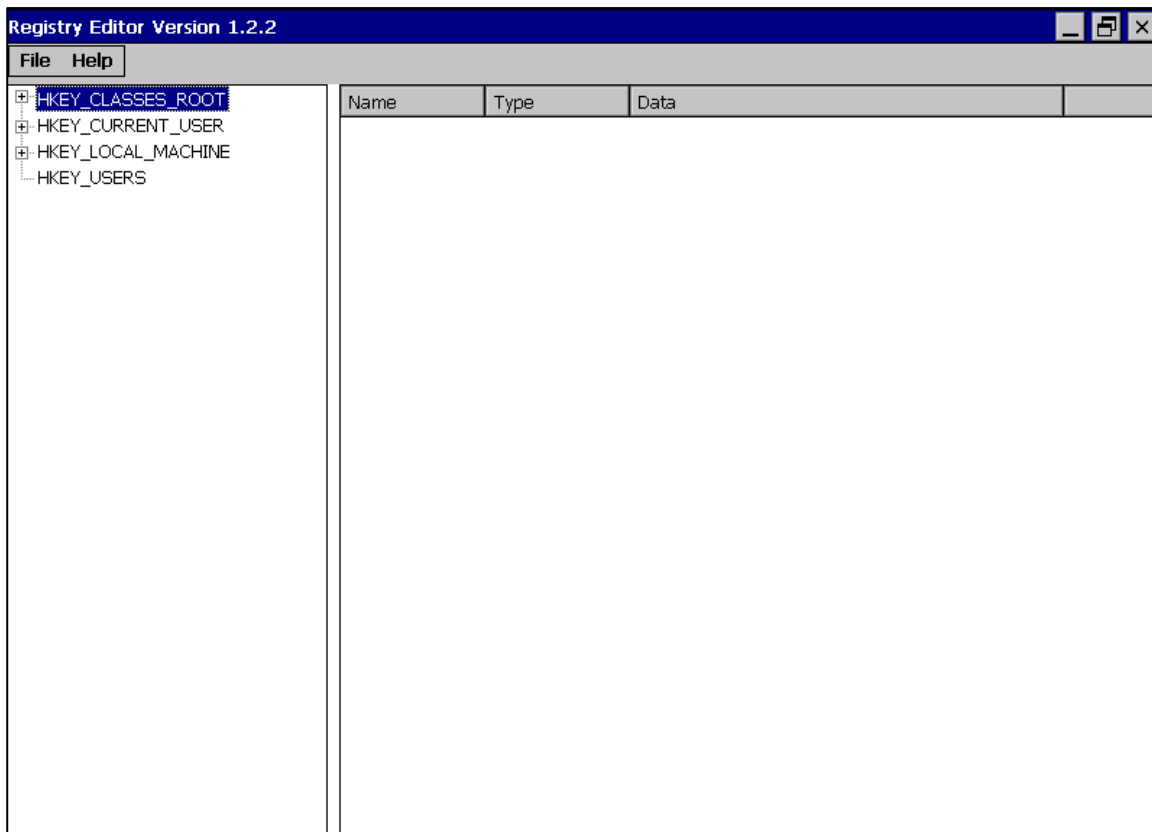 Registry Editor Version 1.2.2
File Help
HKEY_CLASSES_ROOT
HKEY_CURRENT_USER
HKEY_LOCAL_MACHINE
HKEY_USERS
Name Type Data